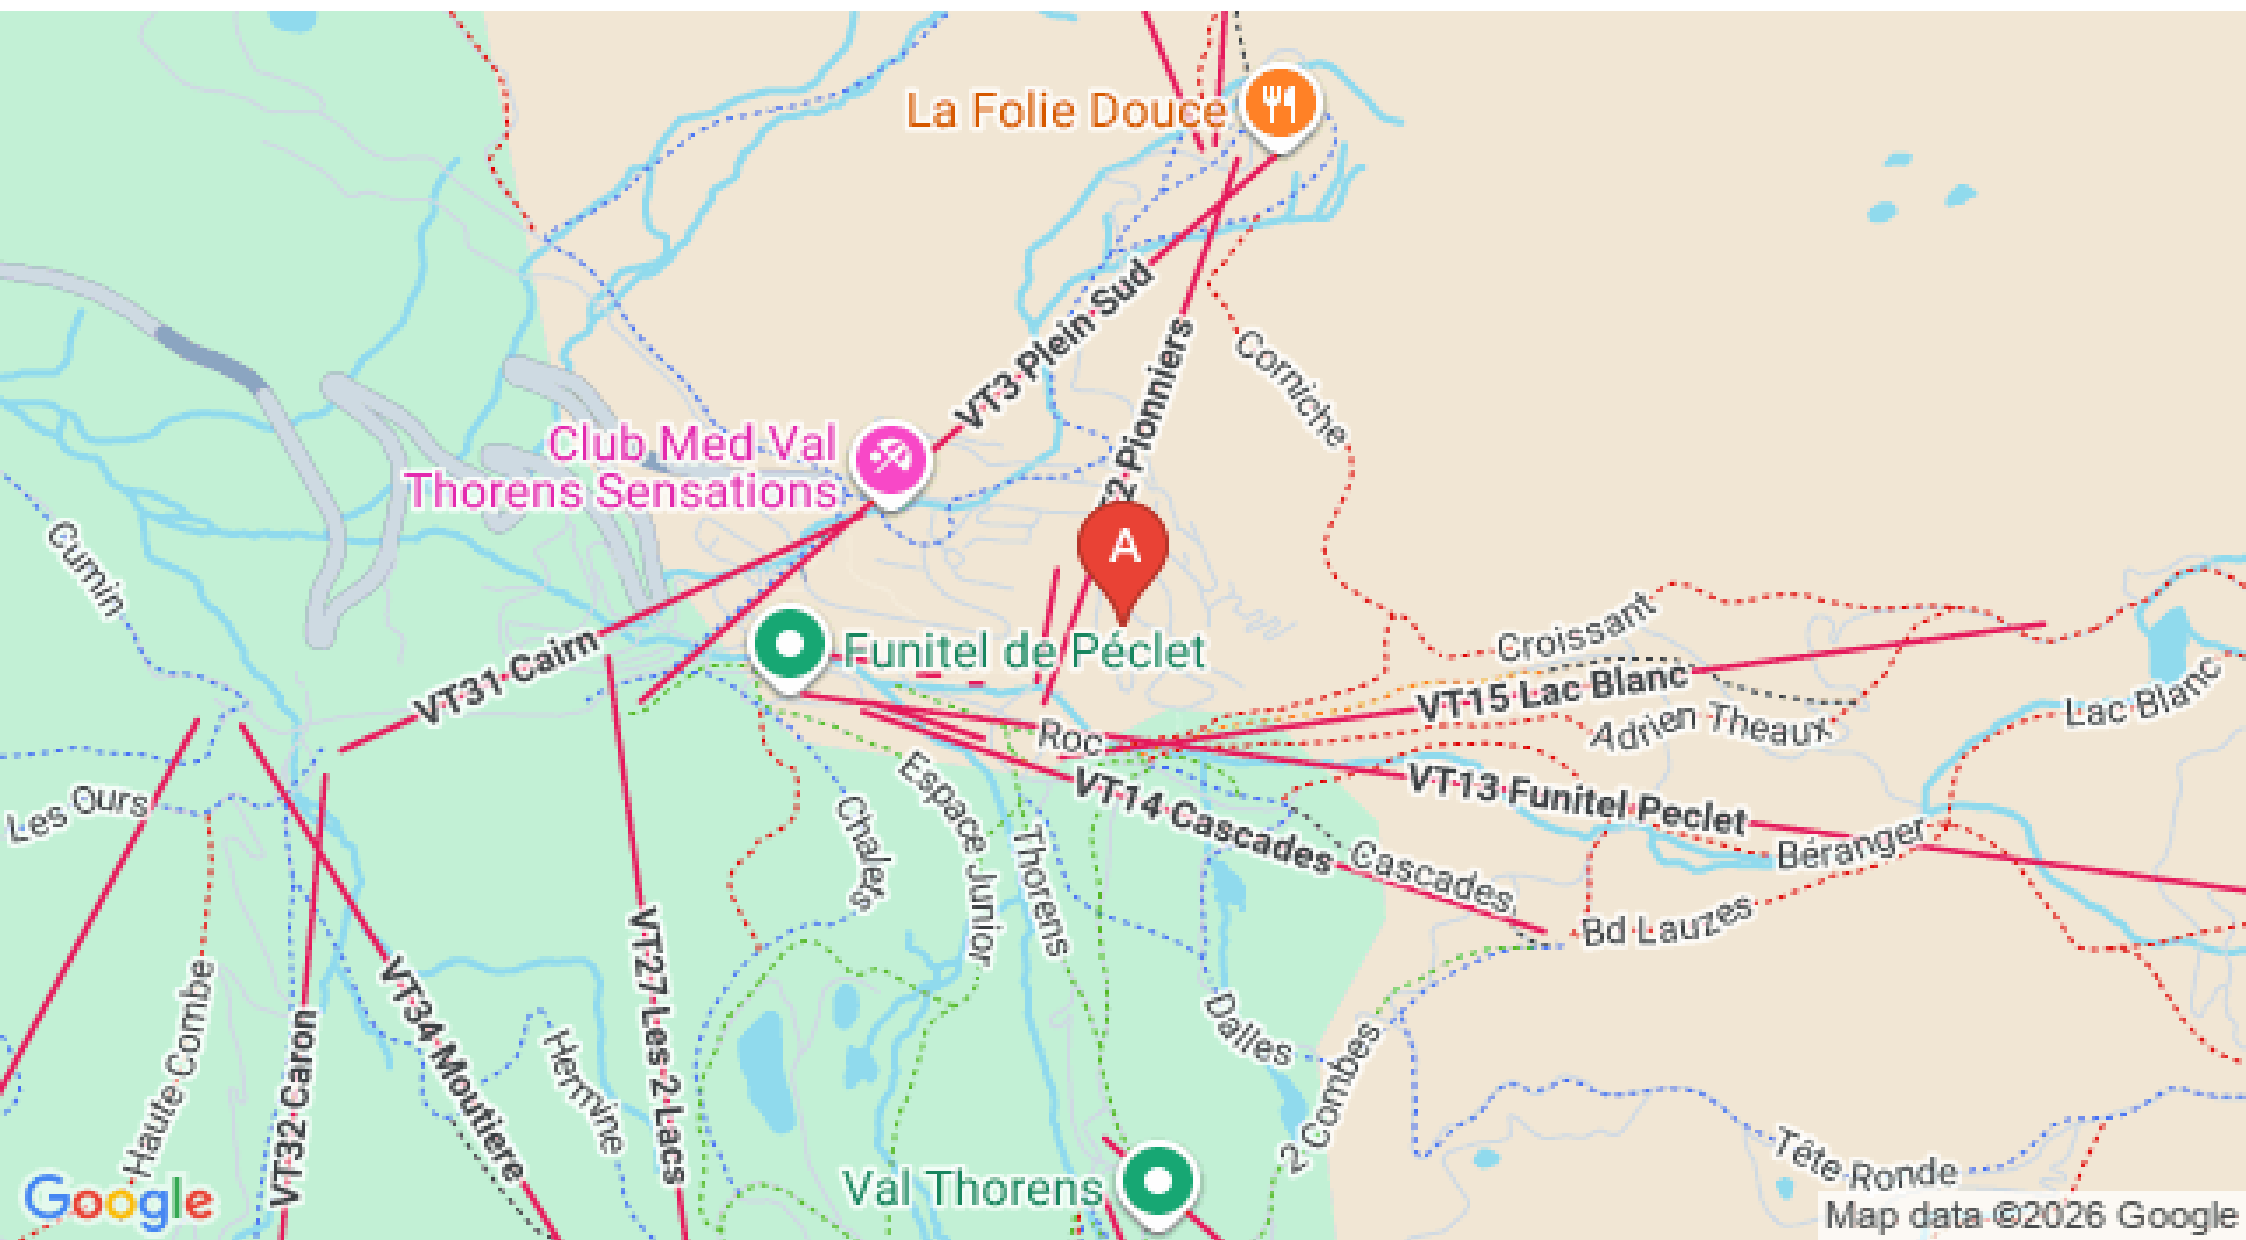 La Folie Douce
VT3 Plein Sud
2 Pionniers
Corniche
Club Med Val
Thorens Sensations
A
Cumin
Croissant
Funitel de Péclet
VT31 Cairn
VT15 Lac Blanc
Adrien Theaux
Lac Blanc
Roc
Les Ours
VT14 Cascades
VT13 Funitel Peclet
Béranger
Espace Junior
Chalets
Thorens
Cascades
Bd Lauzes
Haute Combe
VT32 Caron
VT34 Moutiere
VT27 Les 2 Lacs
Hermine
Dalles
2 Combes
Tête Ronde
Val Thorens
Google
Map data ©2026 Google